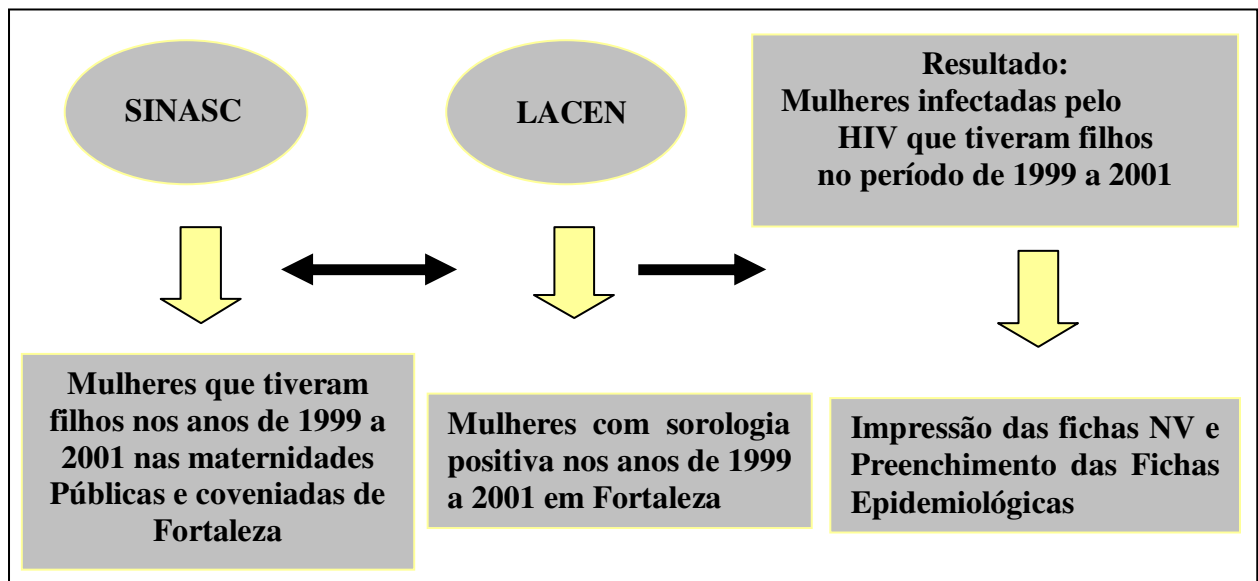 SINASC
LACEN
Resultado:
Mulheres infectadas pelo
HIV que tiveram filhos
no período de 1999 a 2001
Mulheres que tiveram
filhos nos anos de 1999 a
2001 nas maternidades
Públicas e coveniadas de
Fortaleza
Mulheres com sorologia
positiva nos anos de 1999
a 2001 em Fortaleza
Impressão das fichas NV e
Preenchimento das Fichas
Epidemiológicas